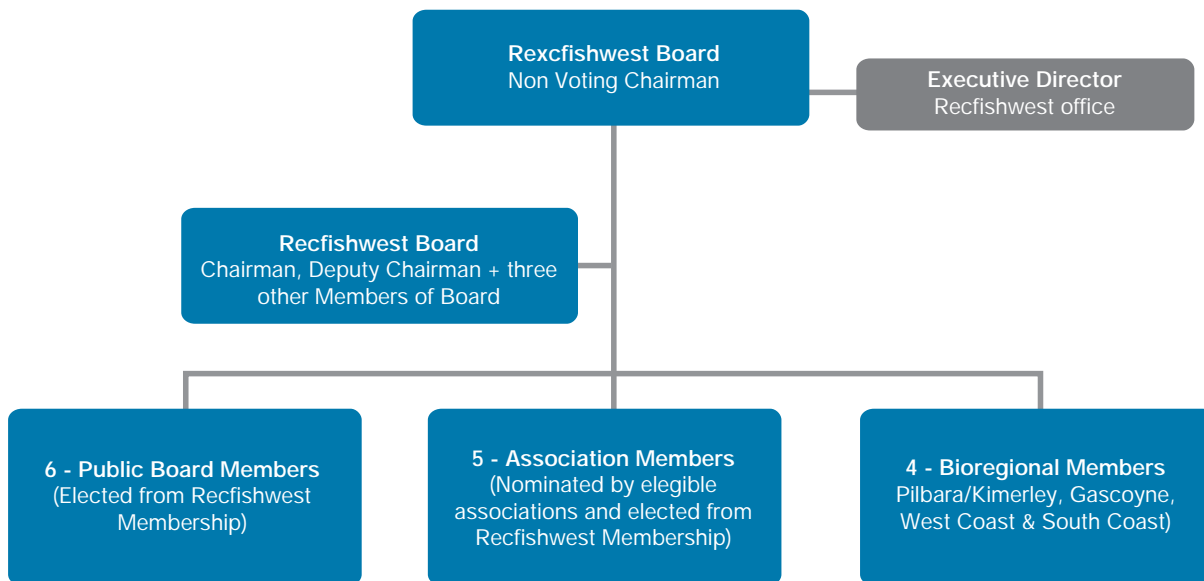 Rexcfishwest Board
Non Voting Chairman
Executive Director
Recfishwest office
Recfishwest Board
Chairman, Deputy Chairman + three
other Members of Board
6 - Public Board Members
(Elected from Recfishwest
Membership)
5 - Association Members
(Nominated by elegible
associations and elected from
Recfishwest Membership)
4 - Bioregional Members
Pilbara/Kimerley, Gascoyne,
West Coast & South Coast)